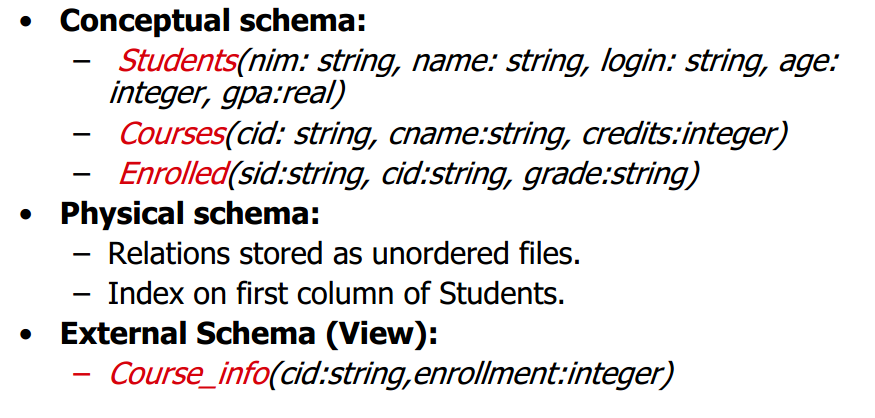 • Conceptual schema:
– Students(nim: string, name: string, login: string, age:
integer, gpa:real)
– Courses(cid: string, cname:string, credits:integer)
– Enrolled(sid:string, cid:string, grade:string)
• Physical schema:
– Relations stored as unordered files.
– Index on first column of Students.
• External Schema (View):
– Course_info(cid:string,enrollment:integer)